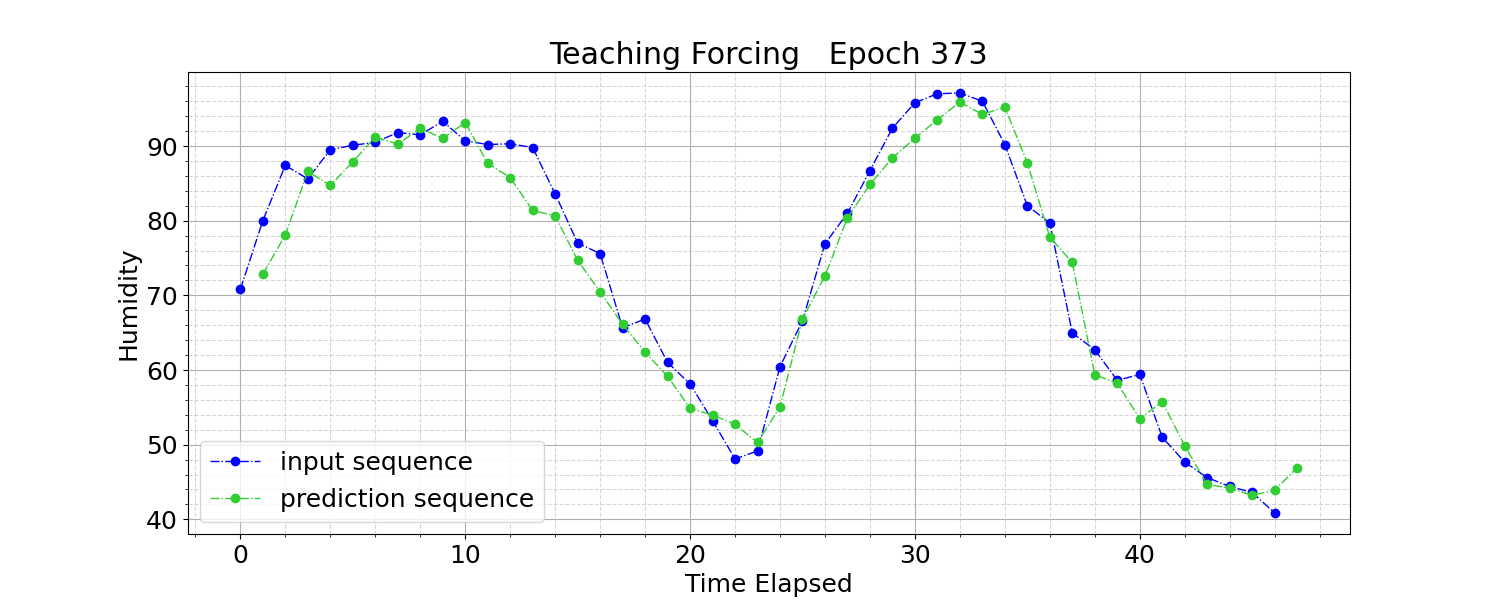 Teaching Forcing   Epoch 373
Humidity
90
80
70
60
50
40
input sequence
prediction sequence
0 10 20 30 40
Time Elapsed